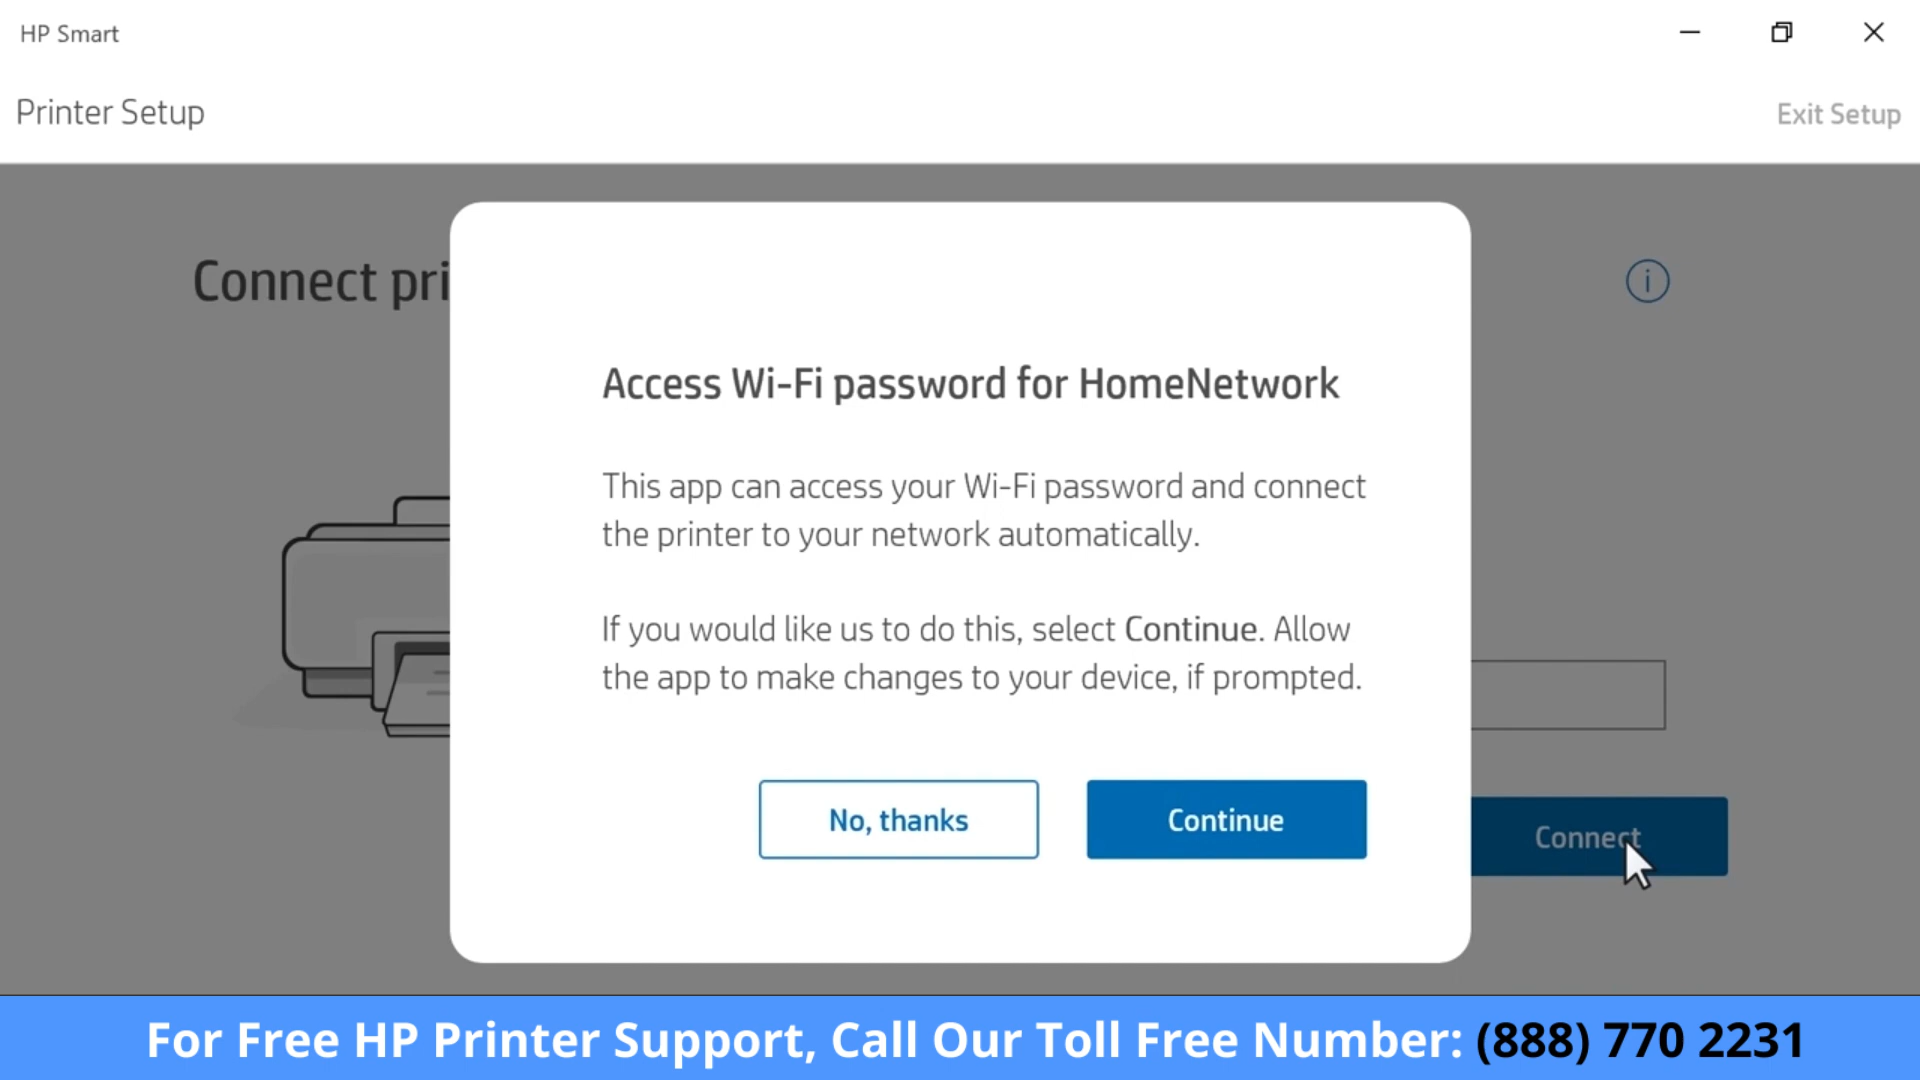 HP Smart
Printer Setup
Exit Setup
Connect pri
Access Wi-Fi password for HomeNetwork
This app can access your Wi-Fi password and connect
the printer to your network automatically.
If you would like us to do this, select Continue. Allow
the app to make changes to your device, if prompted.
No, thanks
Continue
Connect
For Free HP Printer Support, Call Our Toll Free Number: (888) 770 2231